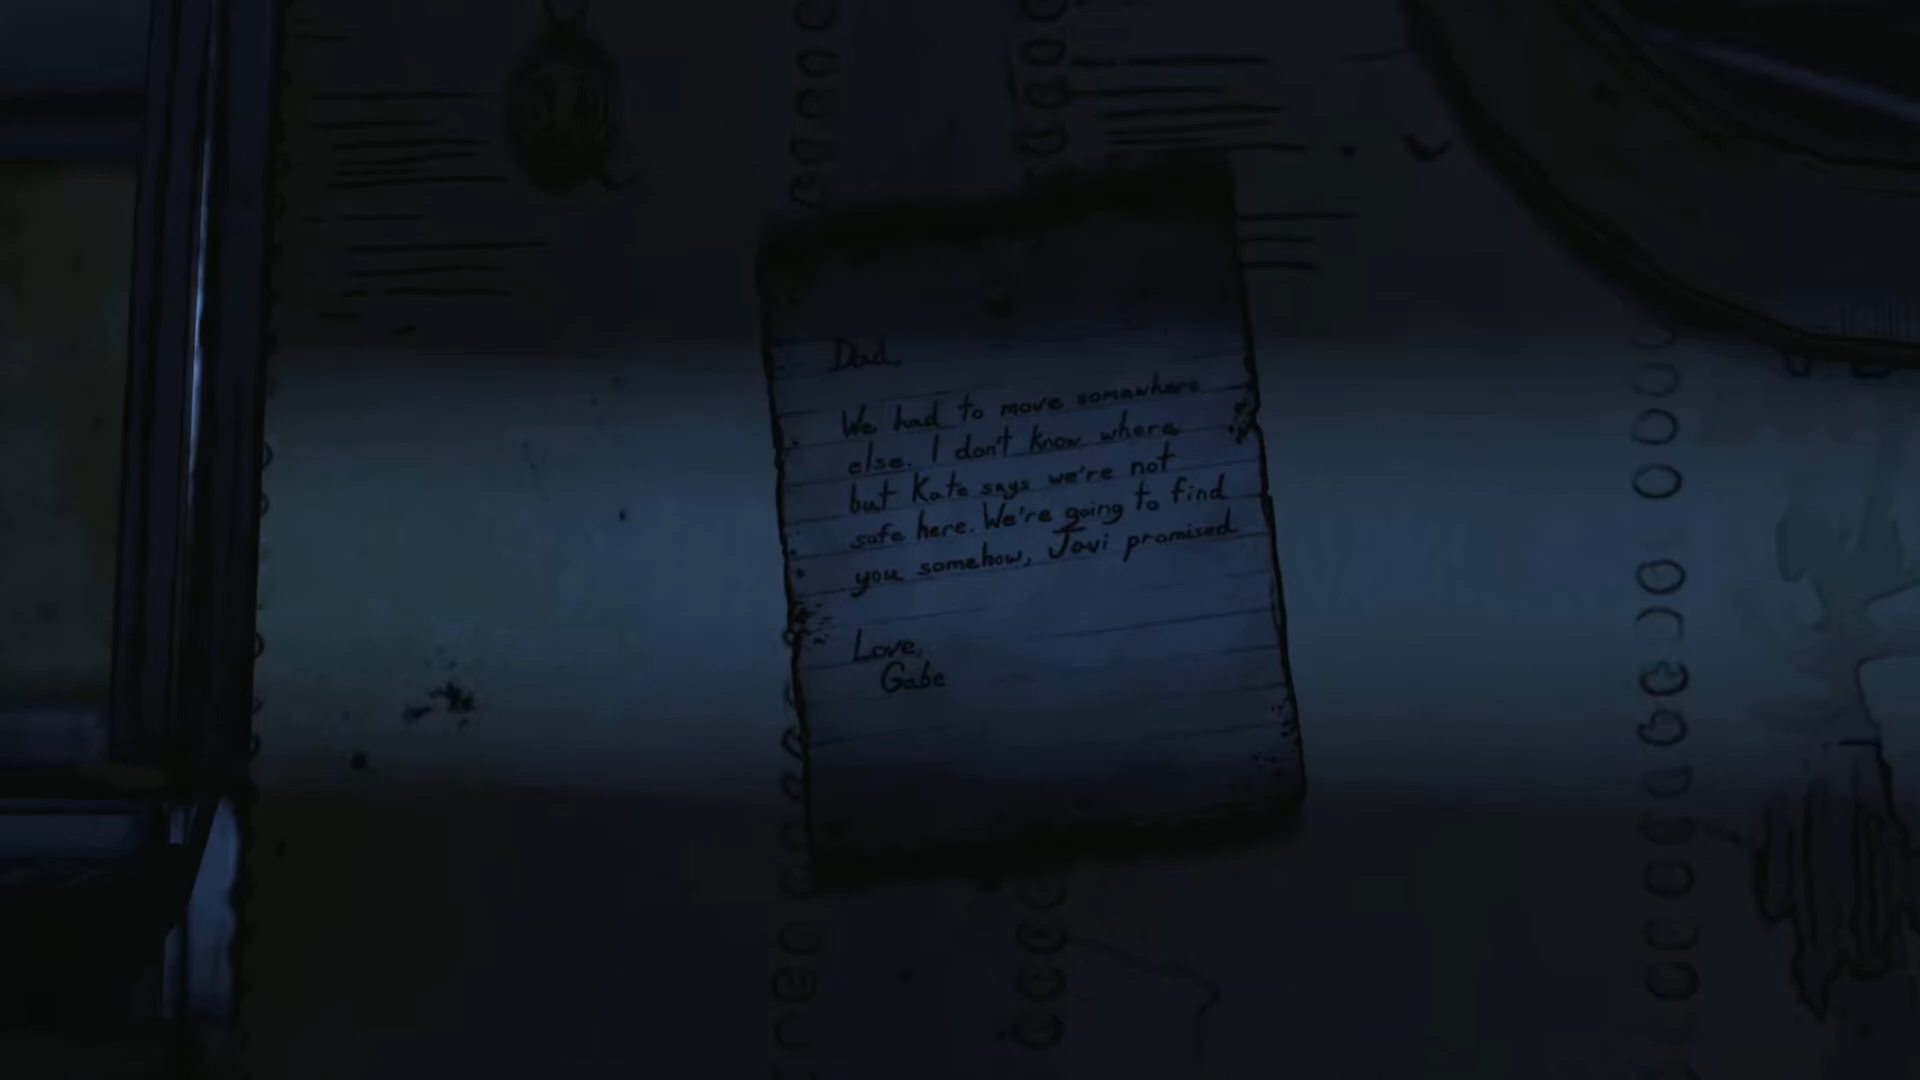 Dad,
We had to move somewhere
else. I don't know where
but Kate says we're not
safe here. We're going to find
you somehow, Javi promised.
Love,
Gabe